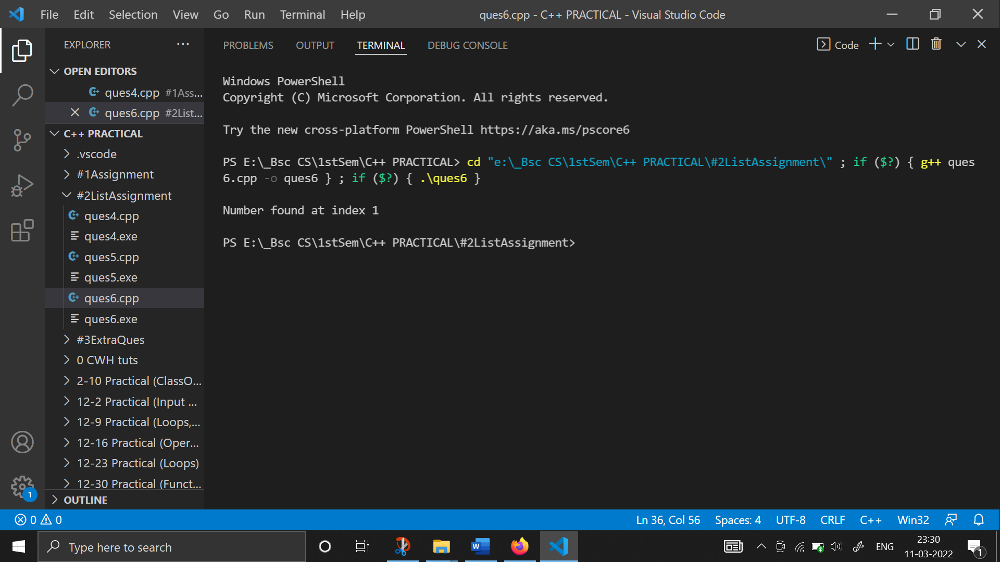 File Edit Selection View Go Run Terminal Help
ques6.cpp - C++ PRACTICAL - Visual Studio Code
EXPLORER
OPEN EDITORS
ques4.cpp #1Ass...
ques6.cpp #2List...
C++ PRACTICAL
.vscode
#1Assignment
#2ListAssignment
ques4.cpp
ques4.exe
ques5.cpp
ques5.exe
ques6.cpp
ques6.exe
#3ExtraQues
0 CWH tuts
2-10 Practical (ClassO...
12-2 Practical (Input ...
12-9 Practical (Loops,...
12-16 Practical (Oper...
12-23 Practical (Loops)
12-30 Practical (Funct...
OUTLINE
1
PROBLEMS OUTPUT TERMINAL DEBUG CONSOLE
Code
Windows PowerShell
Copyright (C) Microsoft Corporation. All rights reserved.
Try the new cross-platform PowerShell https://aka.ms/pscore6
PS E:\_Bsc CS\1stSem\C++ PRACTICAL> cd "e:\_Bsc CS\1stSem\C++ PRACTICAL\#2ListAssignment\" ; if ($?) { g++ ques
6.cpp -o ques6 } ; if ($?) { .\ques6 }
Number found at index 1
PS E:\_Bsc CS\1stSem\C++ PRACTICAL\#2ListAssignment>
0 0
Ln 36, Col 56 Spaces: 4 UTF-8 CRLF C++ Win32
Type here to search
W
ENG
23:30
11-03-2022
1